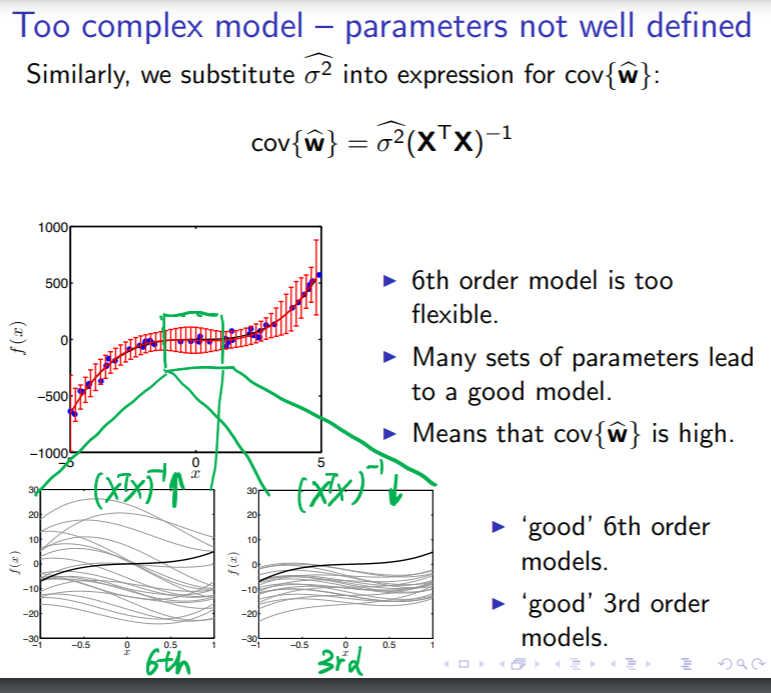 Too complex model – parameters not well defined
Similarly, we substitute $\widehat{\sigma^2}$ into expression for cov{$\widehat{\mathbf{w}}$}:
cov{$\widehat{\mathbf{w}}$} = $\widehat{\sigma^2}(\mathbf{X}^\mathsf{T}\mathbf{X})^{-1}$
1000
500
0
−500
−1000
−5 0 5
x
f(x)
▶ 6th order model is too
flexible.
▶ Many sets of parameters lead
to a good model.
▶ Means that cov{$\widehat{\mathbf{w}}$} is high.
(XᵀX)⁻¹↑
(XᵀX)⁻¹↓
30
20
10
0
−10
−20
−30
−1 −0.5 0 0.5 1
x
f(x)
6th
30
20
10
0
−10
−20
−30
−1 −0.5 0 0.5 1
x
f(x)
3rd
▶ ‘good’ 6th order
models.
▶ ‘good’ 3rd order
models.